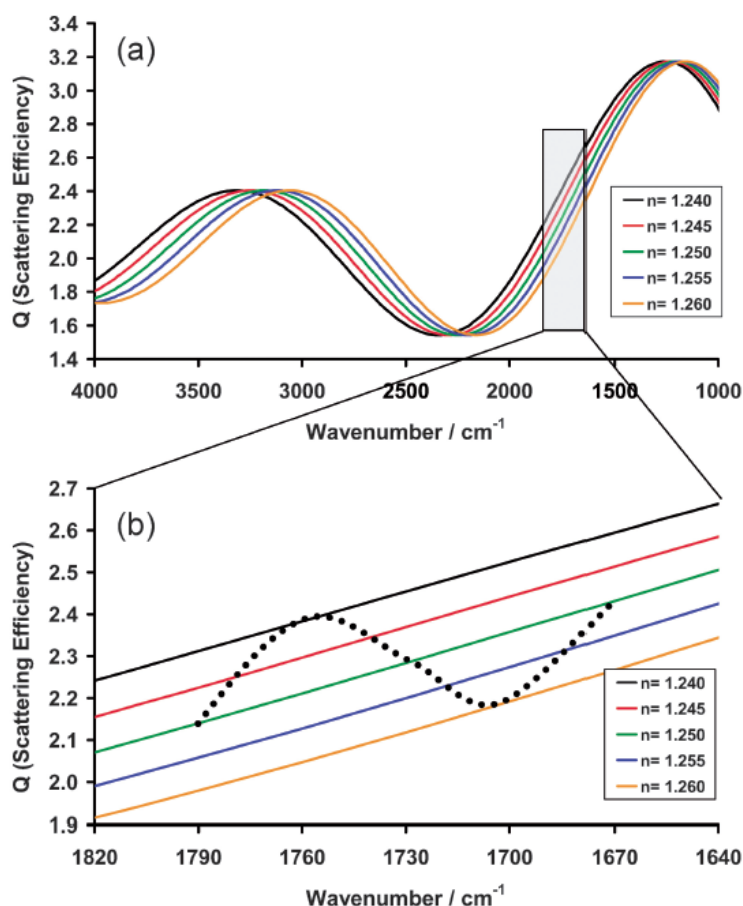 (a)
Q (Scattering Efficiency)
3.4
3.2
3.0
2.8
2.6
2.4
2.2
2.0
1.8
1.6
1.4
n= 1.240
n= 1.245
n= 1.250
n= 1.255
n= 1.260
4000 3500 3000 2500 2000 1500 1000
Wavenumber / cm-1
(b)
Q (Scattering Efficiency)
2.7
2.6
2.5
2.4
2.3
2.2
2.1
2.0
1.9
n= 1.240
n= 1.245
n= 1.250
n= 1.255
n= 1.260
1820 1790 1760 1730 1700 1670 1640
Wavenumber / cm-1